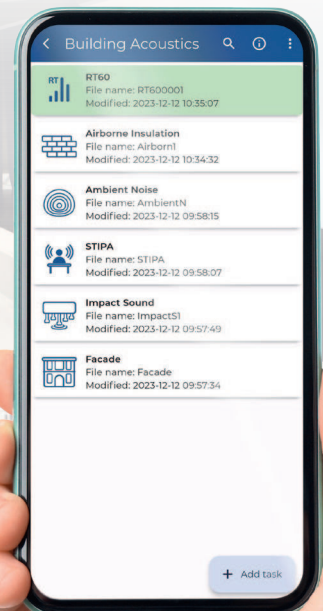 Building Acoustics
RT
RT60
File name: RT600001
Modified: 2023-12-12 10:35:07
Airborne Insulation
File name: Airborn1
Modified: 2023-12-12 10:34:32
Ambient Noise
File name: AmbientN
Modified: 2023-12-12 09:58:15
STIPA
File name: STIPA
Modified: 2023-12-12 09:58:07
Impact Sound
File name: ImpactS1
Modified: 2023-12-12 09:57:49
Facade
File name: Facade
Modified: 2023-12-12 09:57:34
+ Add task